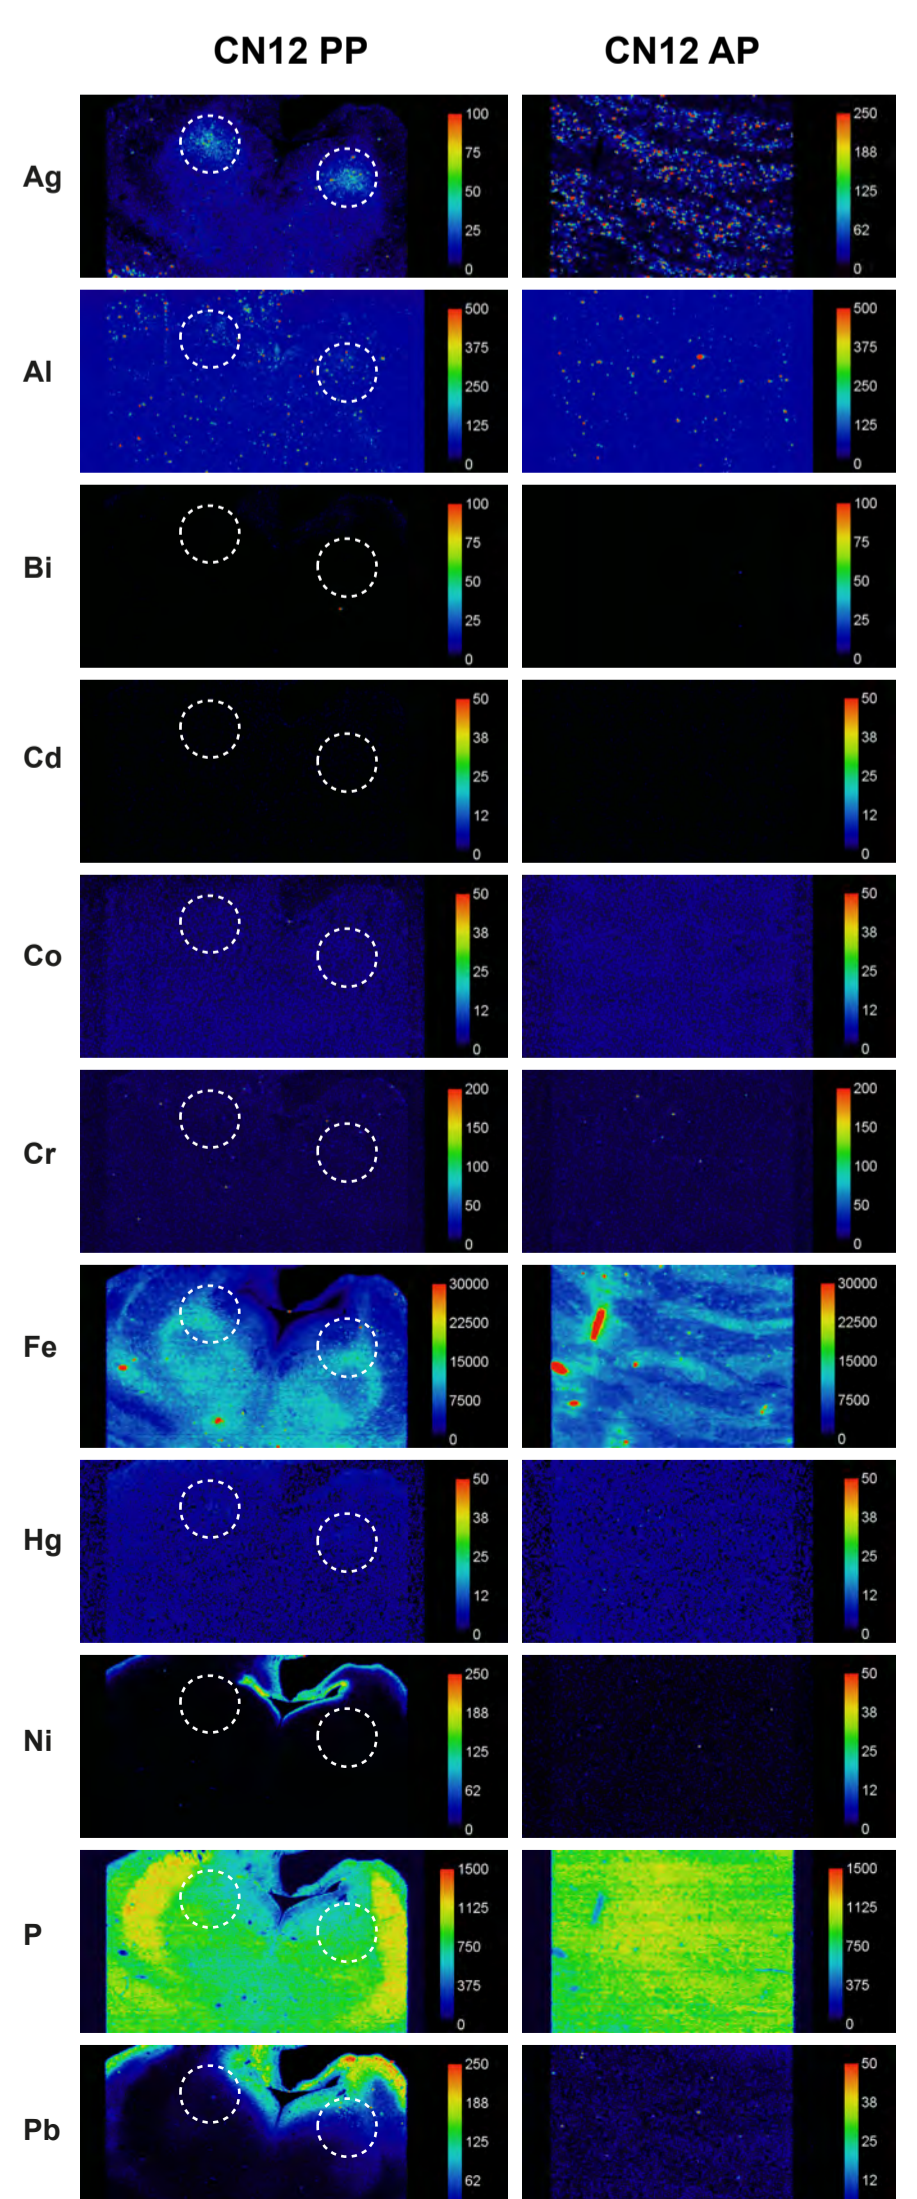 CN12 PP CN12 AP
Ag 100 75 50 25 0 250 188 125 62 0
Al 500 375 250 125 0 500 375 250 125 0
Bi 100 75 50 25 0 100 75 50 25 0
Cd 50 38 25 12 0 50 38 25 12 0
Co 50 38 25 12 0 50 38 25 12 0
Cr 200 150 100 50 0 200 150 100 50 0
Fe 30000 22500 15000 7500 0 30000 22500 15000 7500 0
Hg 50 38 25 12 0 50 38 25 12 0
Ni 250 188 125 62 0 50 38 25 12 0
P 1500 1125 750 375 0 1500 1125 750 375 0
Pb 250 188 125 62 50 38 25 12